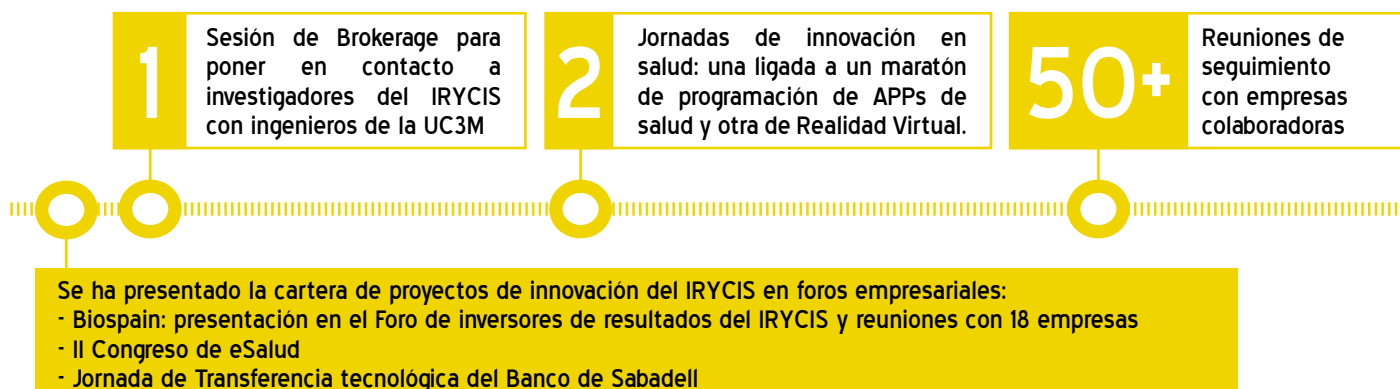 1
Sesión de Brokerage para
poner en contacto a
investigadores del IRYCIS
con ingenieros de la UC3M
2
Jornadas de innovación en
salud: una ligada a un maratón
de programación de APPs de
salud y otra de Realidad Virtual.
50+
Reuniones de
seguimiento
con empresas
colaboradoras
Se ha presentado la cartera de proyectos de innovación del IRYCIS en foros empresariales:
- Biospain: presentación en el Foro de inversores de resultados del IRYCIS y reuniones con 18 empresas
- II Congreso de eSalud
- Jornada de Transferencia tecnológica del Banco de Sabadell